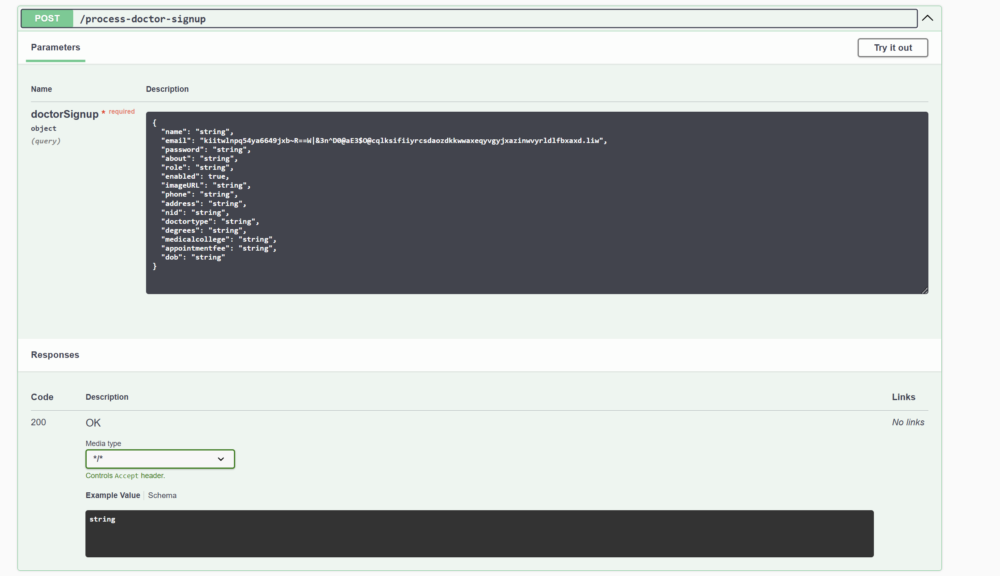 POST /process-doctor-signup
Parameters
Try it out
Name Description
doctorSignup * required
object
(query)
{
"name": "string",
"email": "kiitwlnpq54ya6649jxb~R==W|&3n^D0@aE3$O@cqlksifiiyrcsdaozdkkwwaxeqyvgyjxazinwvyrldlfbxaxd.liw",
"password": "string",
"about": "string",
"role": "string",
"enabled": true,
"imageURL": "string",
"phone": "string",
"address": "string",
"nid": "string",
"doctortype": "string",
"degrees": "string",
"medicalcollege": "string",
"appointmentfee": "string",
"dob": "string"
}
Responses
Code Description Links
200 OK No links
Media type
*/*
Controls Accept header.
Example Value Schema
string